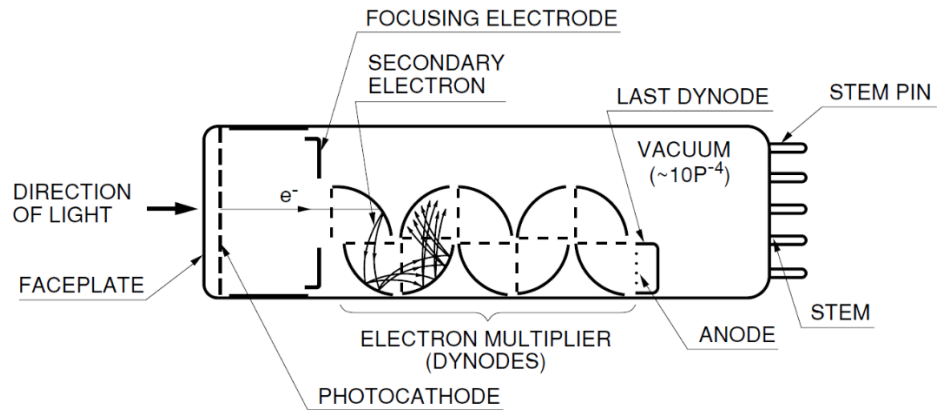 FOCUSING ELECTRODE
SECONDARY
ELECTRON
LAST DYNODE
STEM PIN
VACUUM
(~10P⁻⁴)
DIRECTION
OF LIGHT
e⁻
FACEPLATE
STEM
ELECTRON MULTIPLIER
(DYNODES)
ANODE
PHOTOCATHODE